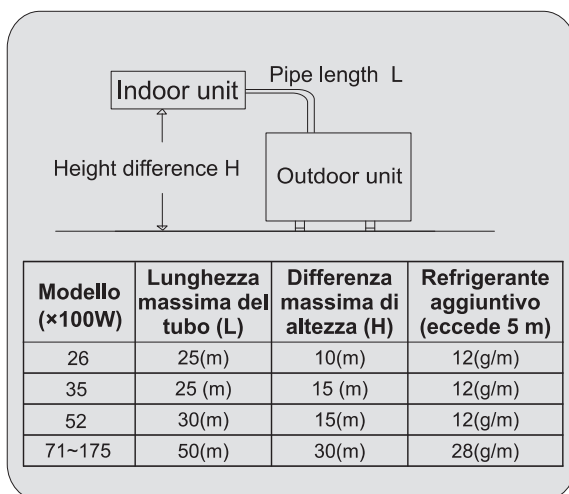 Pipe length L
Indoor unit
Height difference H
Outdoor unit
Modello (×100W) Lunghezza massima del tubo (L) Differenza massima di altezza (H) Refrigerante aggiuntivo (eccede 5 m)
26 25(m) 10(m) 12(g/m)
35 25 (m) 15 (m) 12(g/m)
52 30(m) 15(m) 12(g/m)
71~175 50(m) 30(m) 28(g/m)